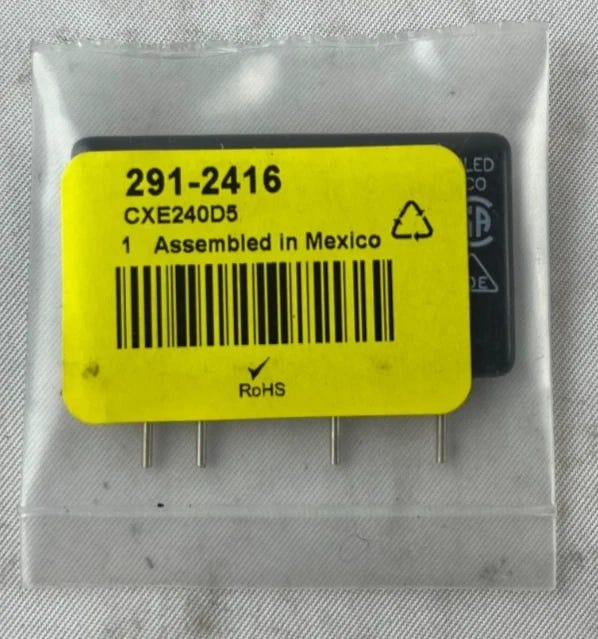 291-2416
CXE240D5
1 Assembled in Mexico
RoHS